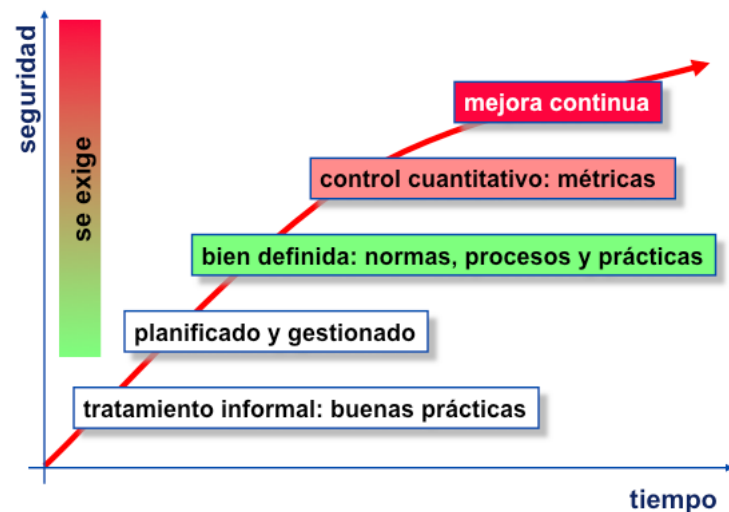 seguridad
se exige
mejora continua
control cuantitativo: métricas
bien definida: normas, procesos y prácticas
planificado y gestionado
tratamiento informal: buenas prácticas
tiempo